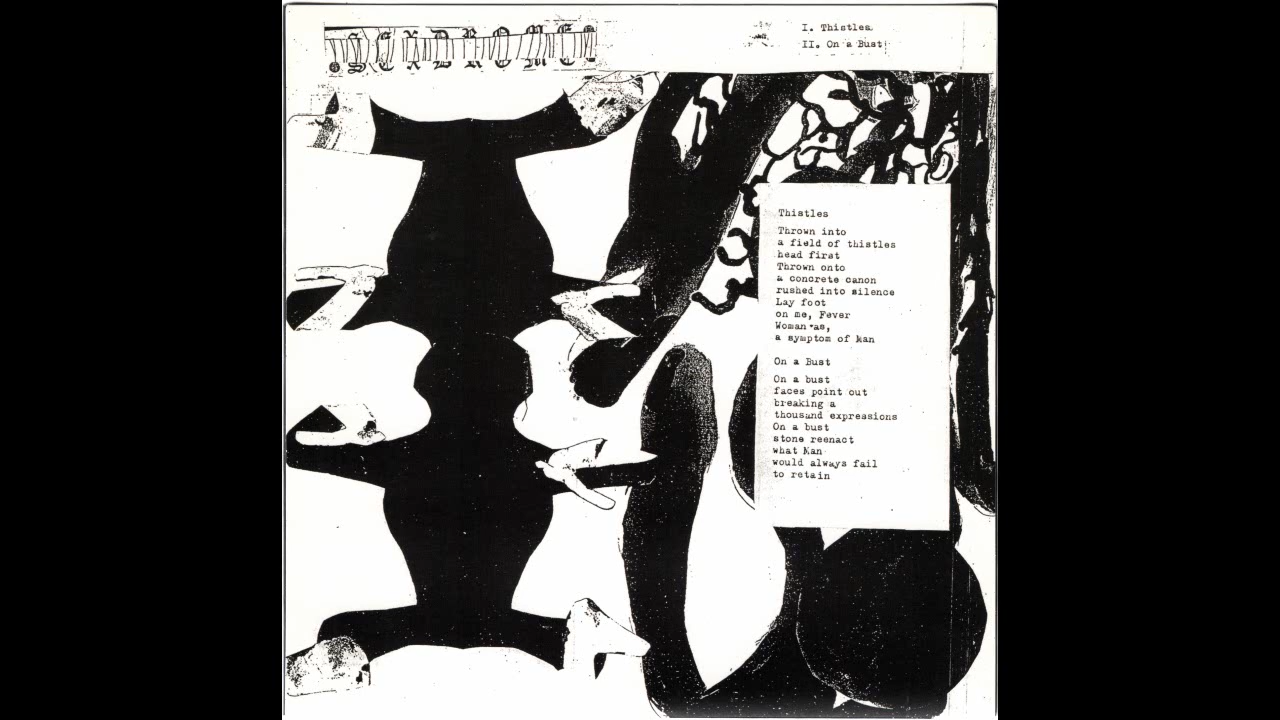 SEXDROME
I. Thistles
II. On a Bust
Thistles
Thrown into
a field of thistles
head first
Thrown onto
a concrete canon
rushed into silence
Lay foot
on me, Fever
Woman as,
a symptom of Man
On a Bust
On a bust
faces point out
breaking a
thousand expressions
On a bust
stone reenact
what Man
would always fail
to retain